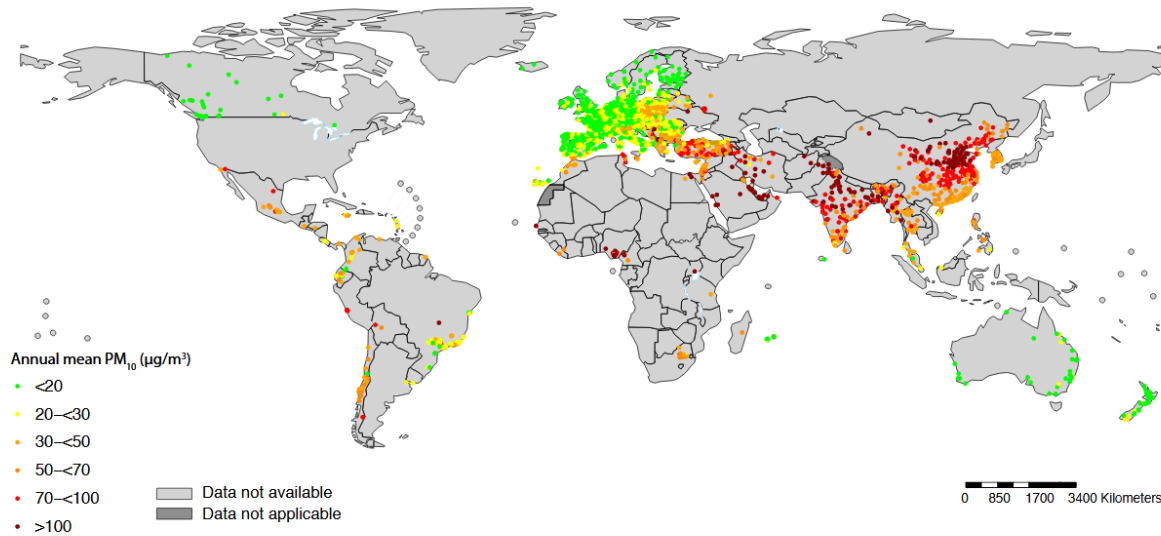 Annual mean PM₁₀ (µg/m³)
<20
20–<30
30–<50
50–<70
70–<100
>100
Data not available
Data not applicable
0 850 1700 3400 Kilometers